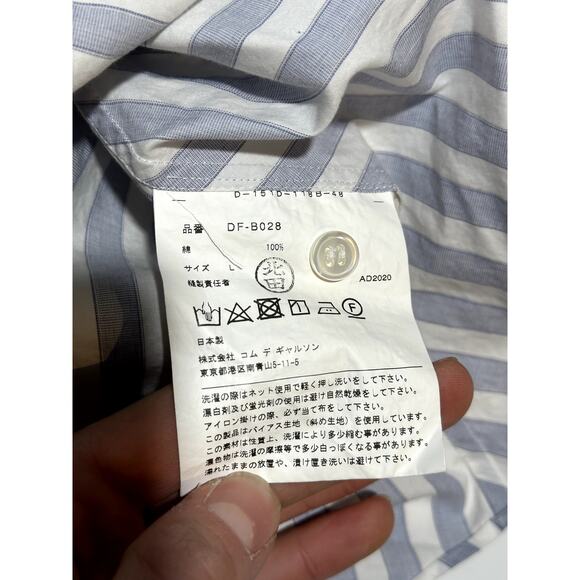 D-151D-119B-48
品番 DF-B028
綿 100%
サイズ L
縫製責任者 北田 AD2020
F
日本製
株式会社 コム デ ギャルソン
東京都港区南青山5-11-5
洗濯の際はネット使用で軽く押し洗いをして下さい。
漂白剤及び蛍光剤の使用は避け自然乾燥をして下さい。
アイロン掛けの際、必ず当て布をして下さい。
この製品はバイアス生地(斜め生地)を使用しています。
この素材は性質上、洗濯により多少縮む事があります。
濃色物は洗濯の摩擦等で多少白っぽくなる事があります。
濡れたままの放置や、漬け置き洗いは避けて下さい。